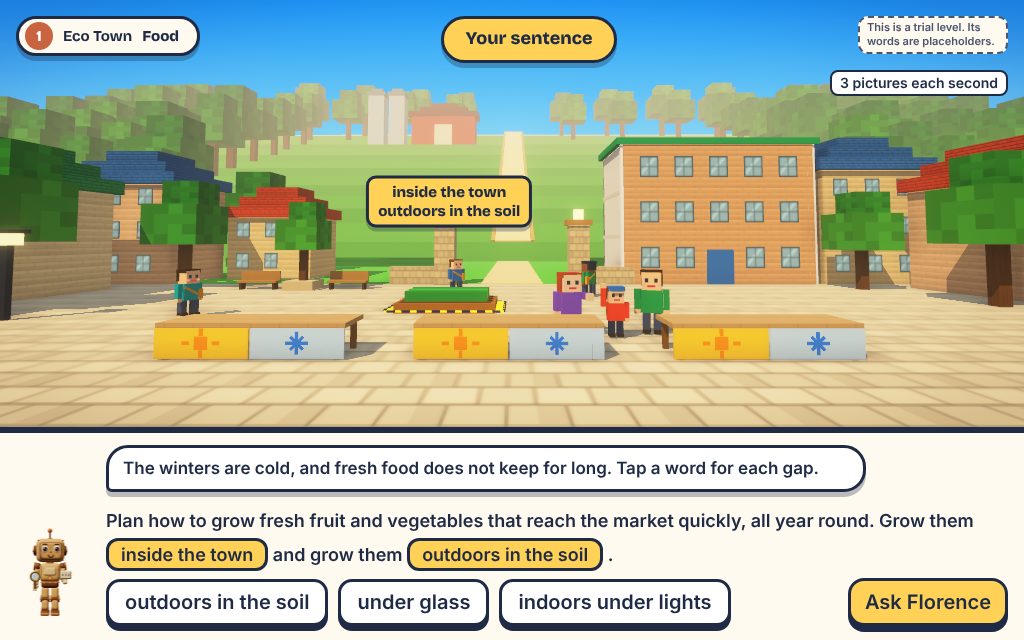 1 Eco Town Food
Your sentence
This is a trial level. Its
words are placeholders.
3 pictures each second
inside the town
outdoors in the soil
The winters are cold, and fresh food does not keep for long. Tap a word for each gap.
Plan how to grow fresh fruit and vegetables that reach the market quickly, all year round. Grow them
inside the town and grow them outdoors in the soil .
outdoors in the soil under glass indoors under lights Ask Florence